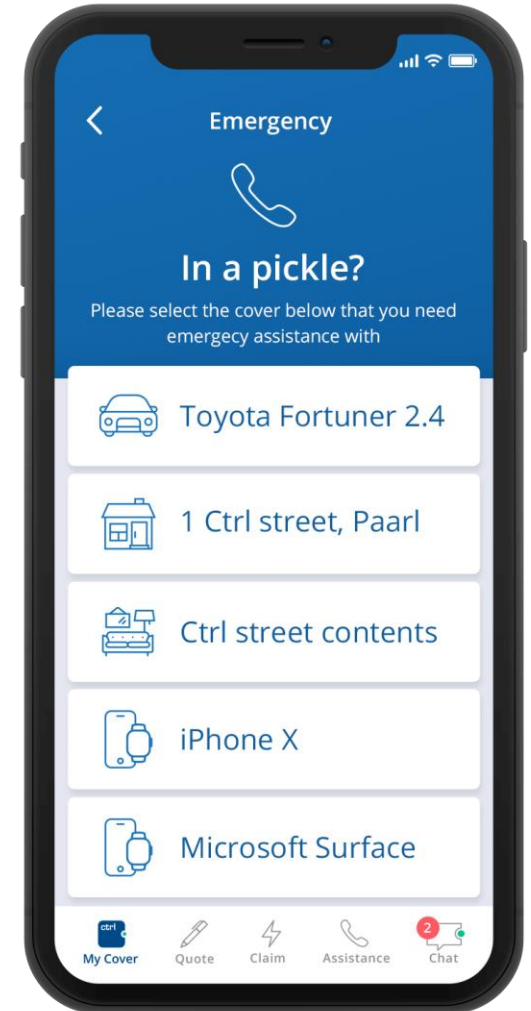 Emergency
In a pickle?
Please select the cover below that you need
emergecy assistance with
Toyota Fortuner 2.4
1 Ctrl street, Paarl
Ctrl street contents
iPhone X
Microsoft Surface
ctrl
2
My Cover Quote Claim Assistance Chat